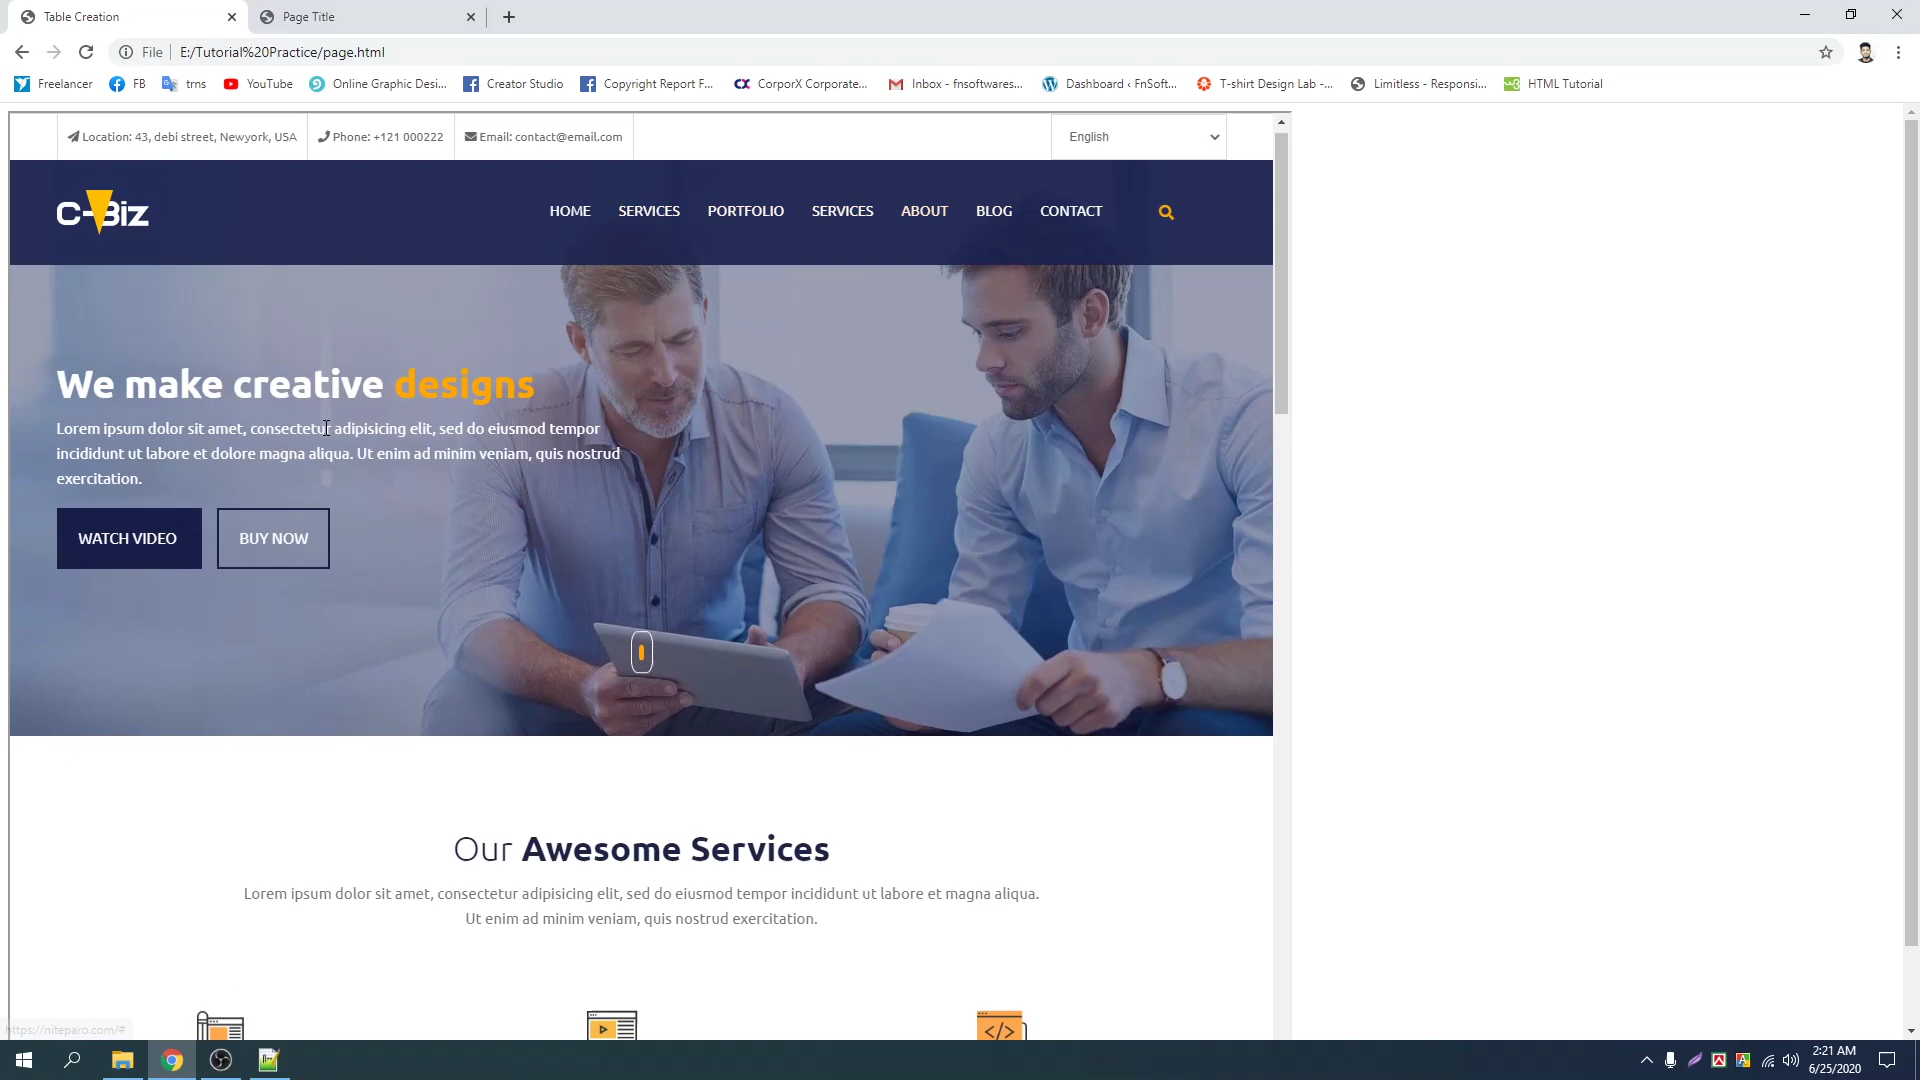 Table Creation
Page Title
File
E:/Tutorial%20Practice/page.html
Freelancer
FB
trns
YouTube
Online Graphic Desi...
Creator Studio
Copyright Report F...
CX
CorporX Corporate...
Inbox - fnsoftwares...
Dashboard ‹ FnSoft...
T-shirt Design Lab -...
Limitless - Responsi...
HTML Tutorial
Location: 43, debi street, Newyork, USA
Phone: +121 000222
Email: contact@email.com
English
C-Biz
HOME
SERVICES
PORTFOLIO
SERVICES
ABOUT
BLOG
CONTACT
We make creative designs
Lorem ipsum dolor sit amet, consectetur adipisicing elit, sed do eiusmod tempor
incididunt ut labore et dolore magna aliqua. Ut enim ad minim veniam, quis nostrud
exercitation.
WATCH VIDEO
BUY NOW
Our Awesome Services
Lorem ipsum dolor sit amet, consectetur adipisicing elit, sed do eiusmod tempor incididunt ut labore et magna aliqua.
Ut enim ad minim veniam, quis nostrud exercitation.
</>
https://niteparo.com/#
2:21 AM
6/25/2020